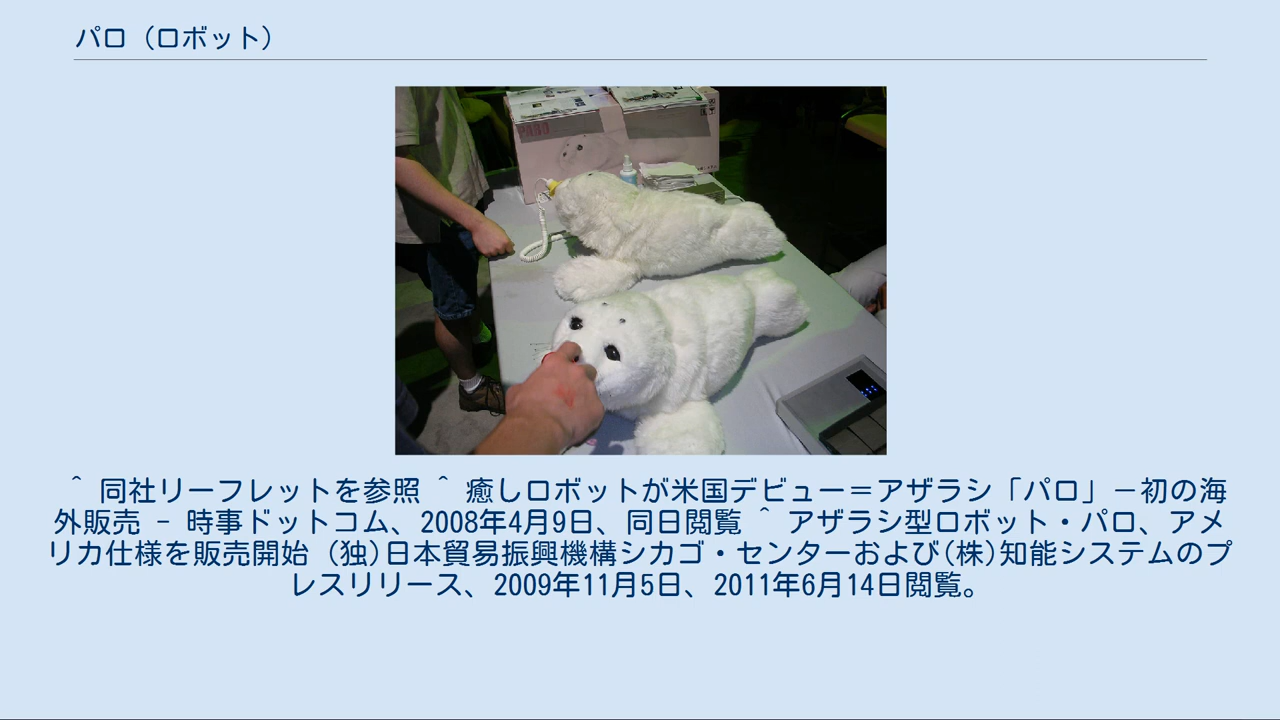 パロ（ロボット）
PARO
^ 同社リーフレットを参照 ^ 癒しロボットが米国デビュー＝アザラシ「パロ」－初の海
外販売 - 時事ドットコム、2008年4月9日、同日閲覧 ^ アザラシ型ロボット・パロ、アメ
リカ仕様を販売開始 (独)日本貿易振興機構シカゴ・センターおよび(株)知能システムのプ
レスリリース、2009年11月5日、2011年6月14日閲覧。